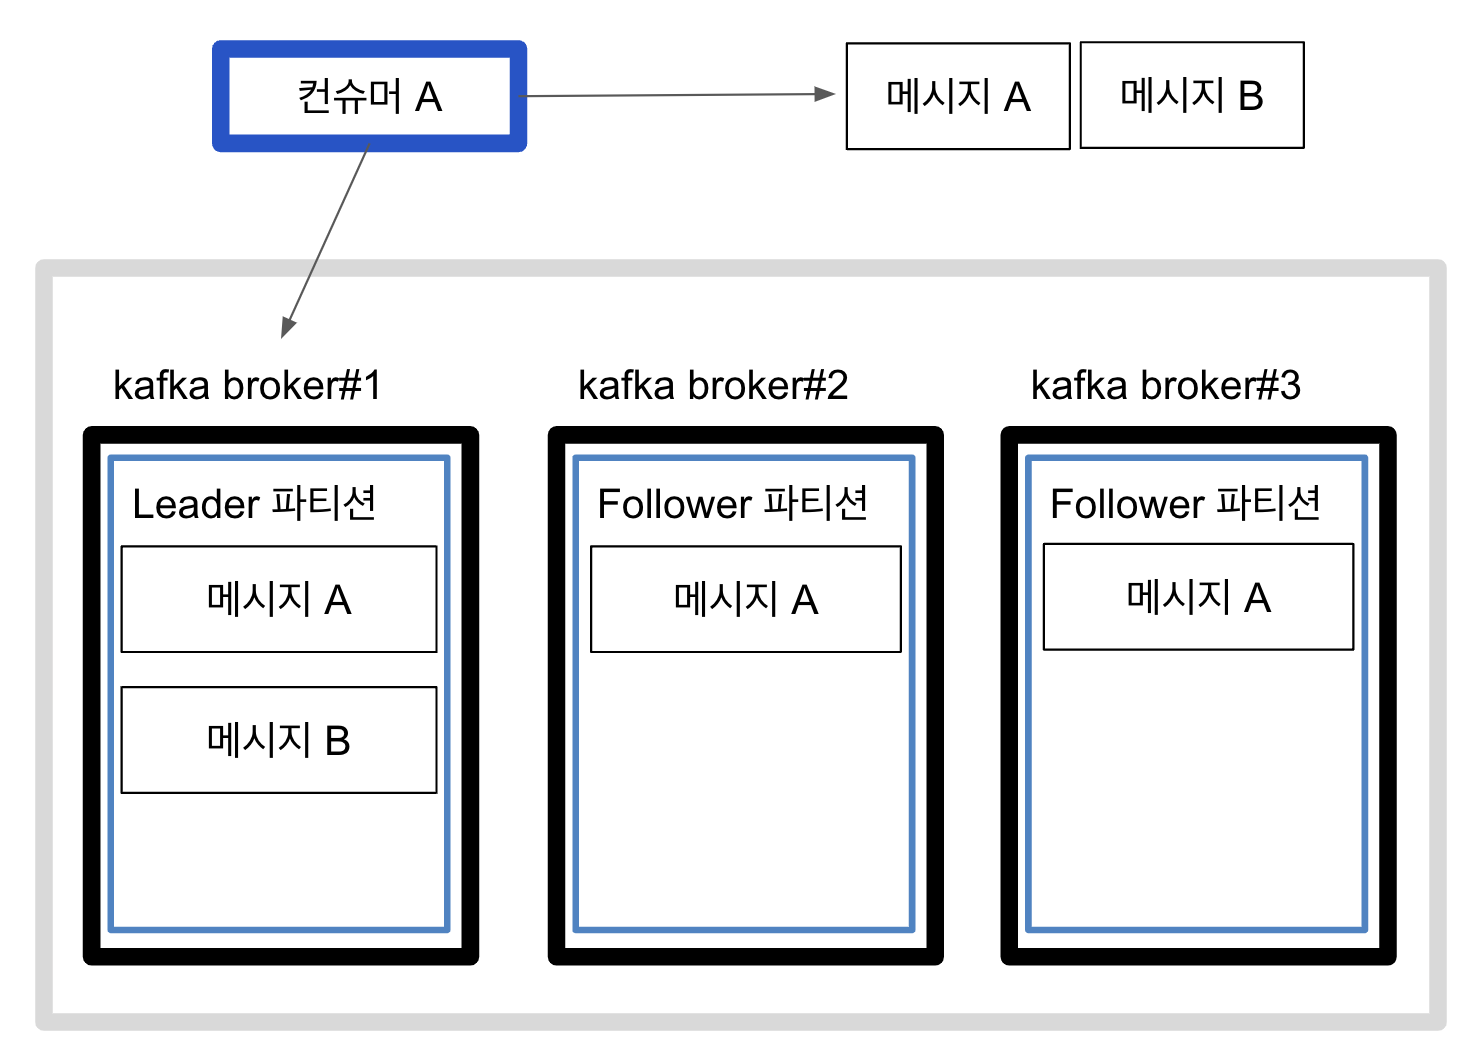 컨슈머 A
메시지 A
메시지 B
kafka broker#1
kafka broker#2
kafka broker#3
Leader 파티션
메시지 A
메시지 B
Follower 파티션
메시지 A
Follower 파티션
메시지 A